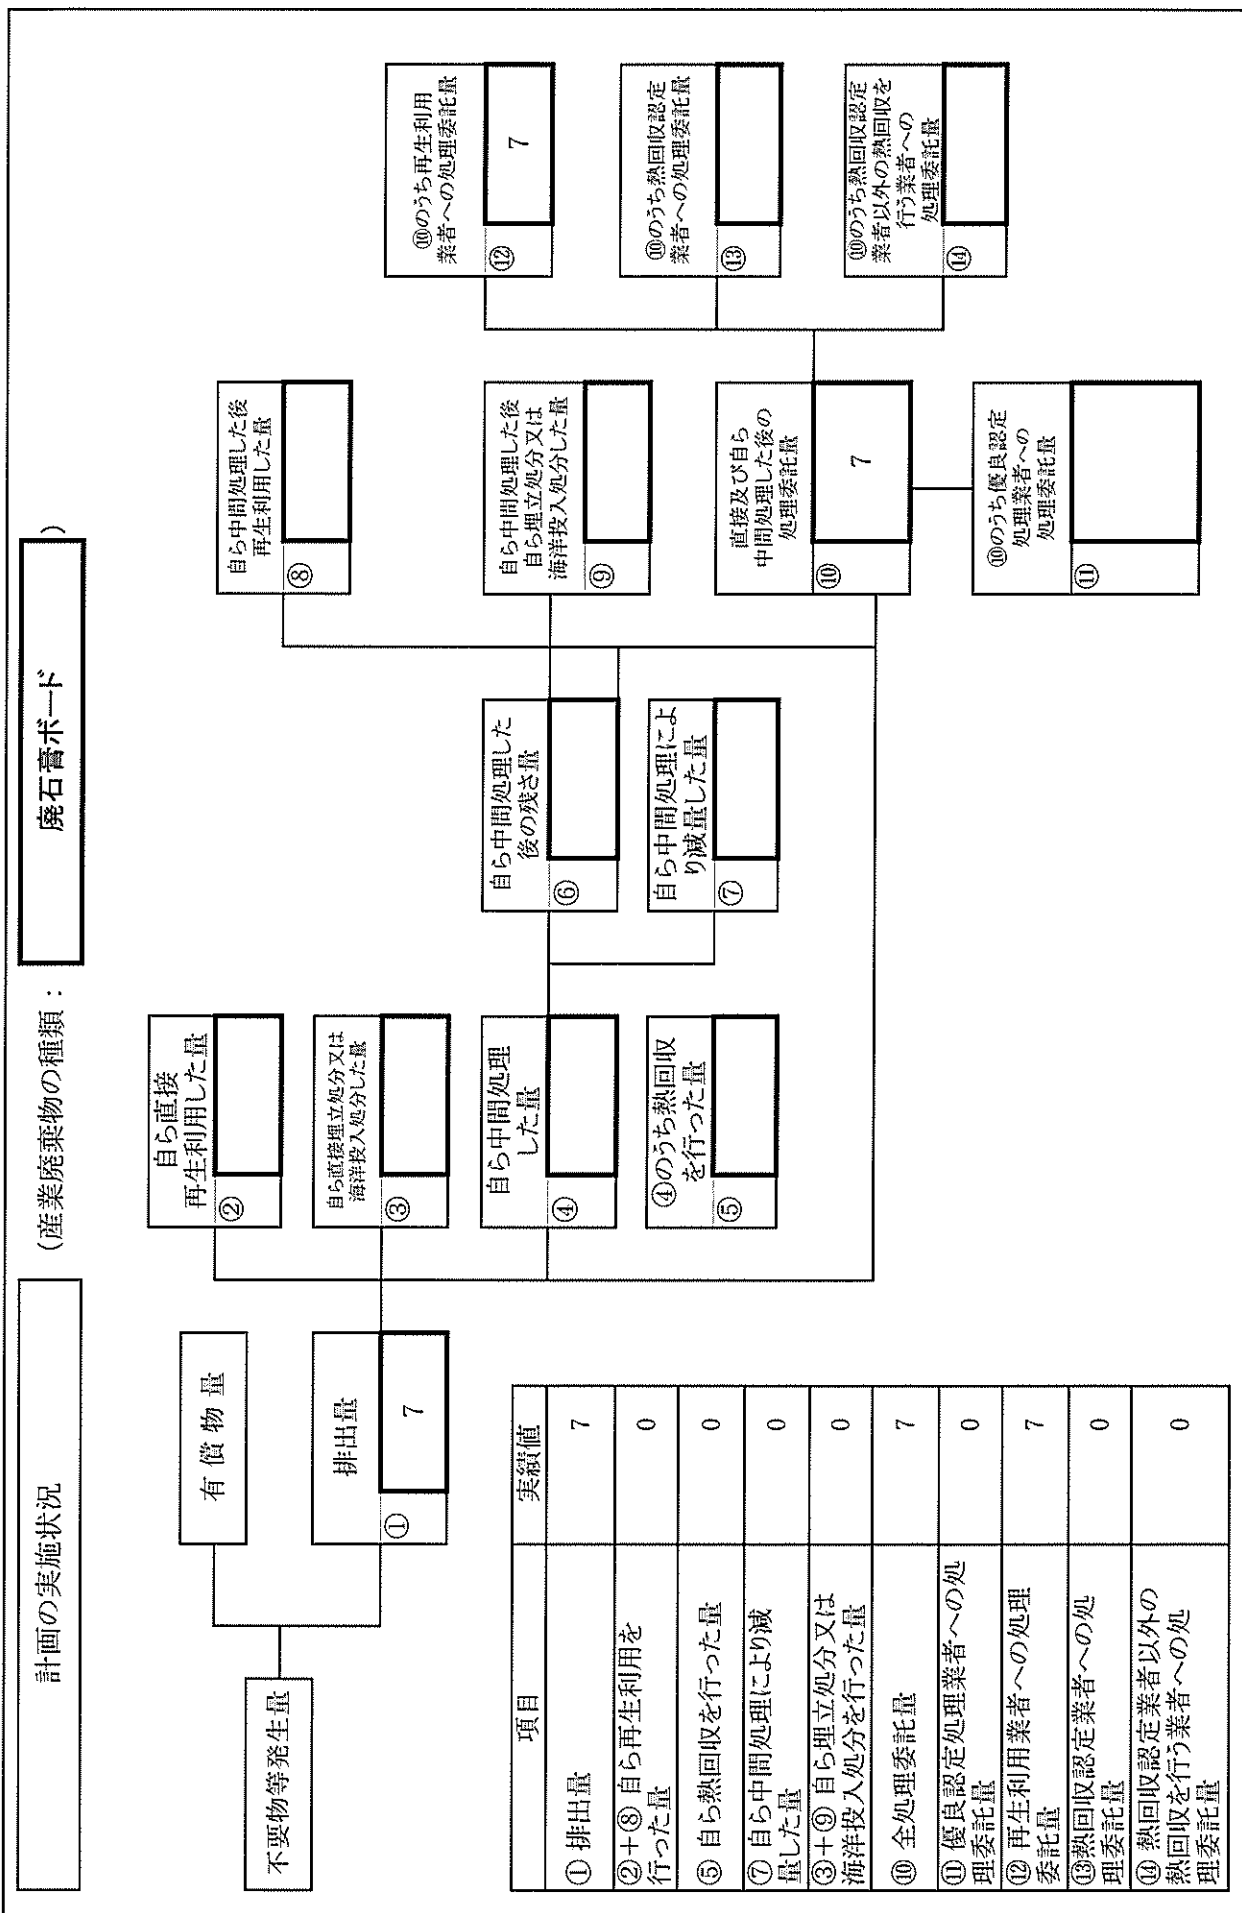 計画の実施状況
(産業廃棄物の種類：
廃石膏ボード
)
不要物等発生量
有 償 物 量
排出量
①
7
自ら直接
再生利用した量
②
自ら直接埋立処分又は
海洋投入処分した量
③
自ら中間処理
した量
④
④のうち熱回収
を行った量
⑤
自ら中間処理した
後の残さ量
⑥
自ら中間処理によ
り減量した量
⑦
自ら中間処理した後
再生利用した量
⑧
自ら中間処理した後
自ら埋立処分又は
海洋投入処分した量
⑨
直接及び自ら
中間処理した後の
処理委託量
⑩
7
⑩のうち優良認定
処理業者への
処理委託量
⑪
⑩のうち再生利用
業者への処理委託量
⑫
7
⑩のうち熱回収認定
業者への処理委託量
⑬
⑩のうち熱回収認定
業者以外の熱回収を
行う業者への
処理委託量
⑭
項目 実績値
① 排出量 7
②＋⑧ 自ら再生利用を
行った量 0
⑤ 自ら熱回収を行った量 0
⑦ 自ら中間処理により減
量した量 0
③＋⑨ 自ら埋立処分又は
海洋投入処分を行った量 0
⑩ 全処理委託量 7
⑪ 優良認定処理業者への処
理委託量 0
⑫ 再生利用業者への処理
委託量 7
⑬熱回収認定業者への処
理委託量 0
⑭ 熱回収認定業者以外の
熱回収を行う業者への処
理委託量 0